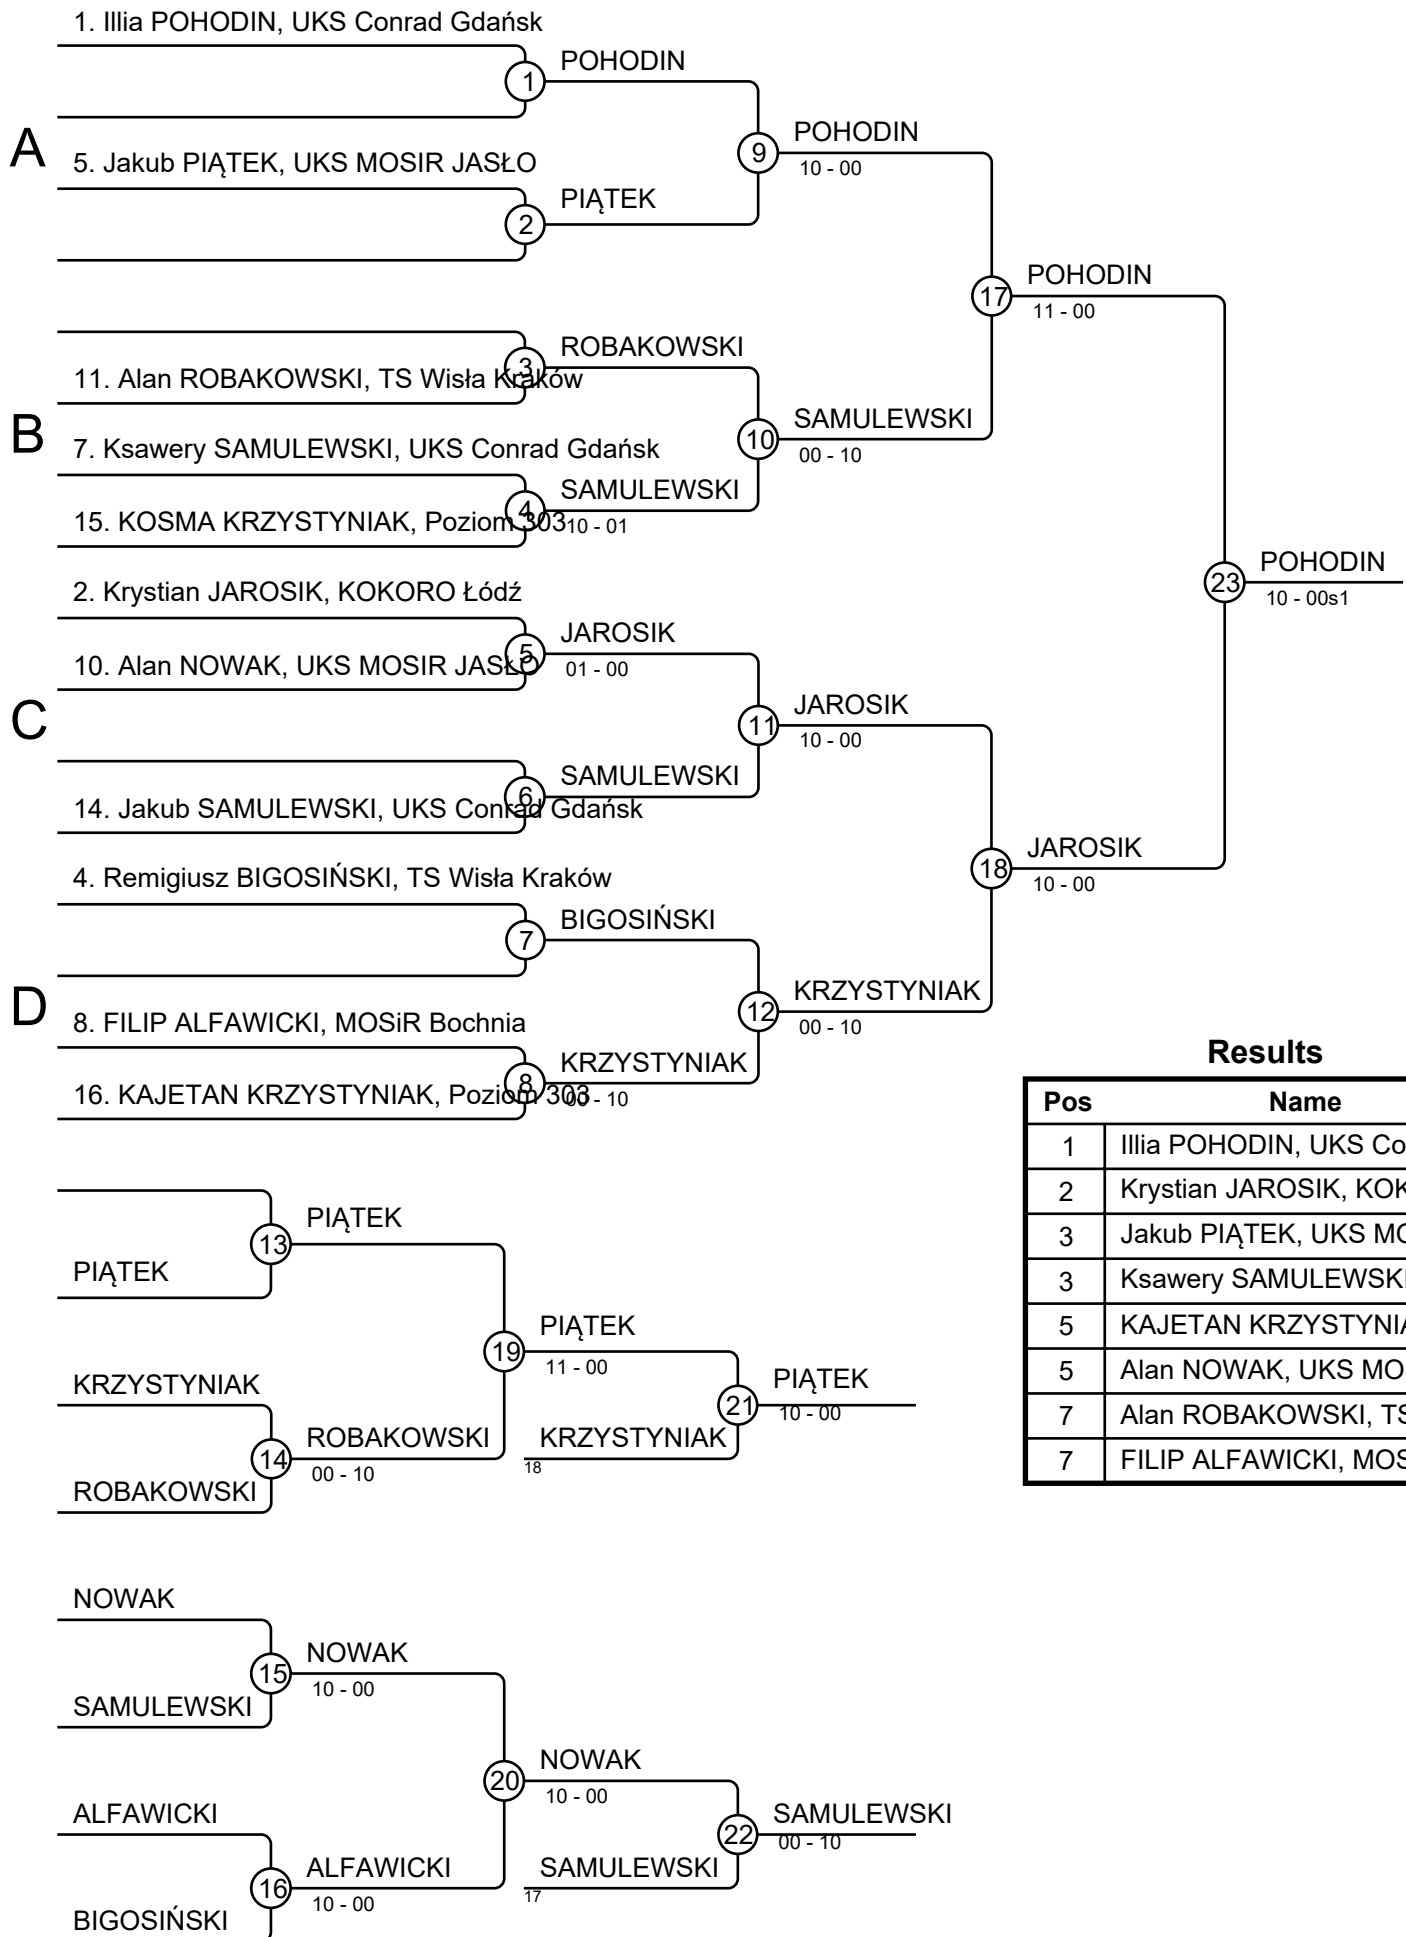 1. Illia POHODIN, UKS Conrad Gdańsk
POHODIN
1
A
POHODIN
9
10 - 00
5. Jakub PIĄTEK, UKS MOSIR JASŁO
PIĄTEK
2
POHODIN
17
11 - 00
ROBAKOWSKI
3
11. Alan ROBAKOWSKI, TS Wisła Kraków
B
SAMULEWSKI
10
00 - 10
7. Ksawery SAMULEWSKI, UKS Conrad Gdańsk
SAMULEWSKI
4
15. KOSMA KRZYSTYNIAK, Poziom 303
10 - 01
POHODIN
23
10 - 00s1
2. Krystian JAROSIK, KOKORO Łódź
JAROSIK
5
10. Alan NOWAK, UKS MOSIR JASŁO
01 - 00
C
JAROSIK
11
10 - 00
SAMULEWSKI
6
14. Jakub SAMULEWSKI, UKS Conrad Gdańsk
JAROSIK
18
10 - 00
4. Remigiusz BIGOSIŃSKI, TS Wisła Kraków
BIGOSIŃSKI
7
D
KRZYSTYNIAK
12
00 - 10
8. FILIP ALFAWICKI, MOSiR Bochnia
KRZYSTYNIAK
8
16. KAJETAN KRZYSTYNIAK, Poziom 303
00 - 10
Results
Pos Name
1 Illia POHODIN, UKS Co
2 Krystian JAROSIK, KOK
3 Jakub PIĄTEK, UKS MO
3 Ksawery SAMULEWSKI
5 KAJETAN KRZYSTYNIA
5 Alan NOWAK, UKS MO
7 Alan ROBAKOWSKI, TS
7 FILIP ALFAWICKI, MOS
PIĄTEK
13
PIĄTEK
PIĄTEK
19
11 - 00
KRZYSTYNIAK
PIĄTEK
21
10 - 00
ROBAKOWSKI
14
00 - 10
KRZYSTYNIAK
18
ROBAKOWSKI
NOWAK
NOWAK
15
10 - 00
SAMULEWSKI
NOWAK
20
10 - 00
ALFAWICKI
SAMULEWSKI
22
00 - 10
ALFAWICKI
16
10 - 00
SAMULEWSKI
17
BIGOSIŃSKI